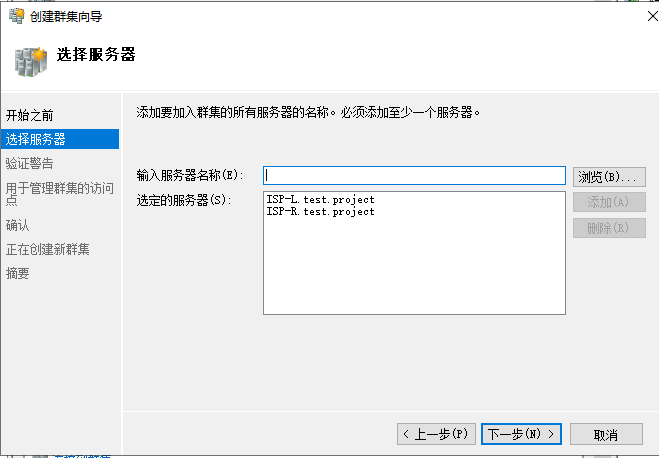 创建群集向导
选择服务器
开始之前
选择服务器
验证警告
用于管理群集的访问
点
确认
正在创建新群集
摘要
添加要加入群集的所有服务器的名称。必须添加至少一个服务器。
输入服务器名称(E):
浏览(B)...
选定的服务器(S):
ISP-L.test.project
ISP-R.test.project
添加(A)
删除(R)
< 上一步(P)
下一步(N) >
取消